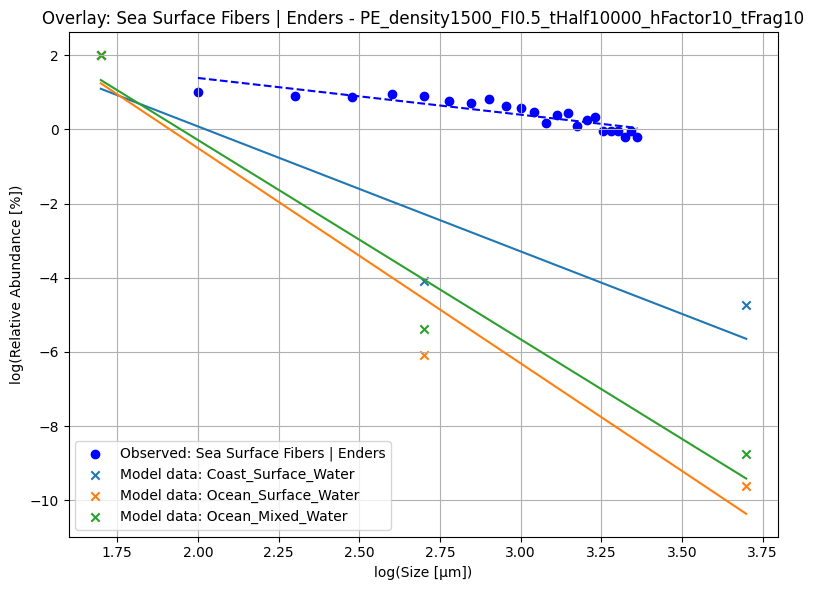 Overlay: Sea Surface Fibers | Enders - PE_density1500_FI0.5_tHalf10000_hFactor10_tFrag10
log(Relative Abundance [%])
2
0
−2
−4
−6
−8
−10
Observed: Sea Surface Fibers | Enders
Model data: Coast_Surface_Water
Model data: Ocean_Surface_Water
Model data: Ocean_Mixed_Water
1.75 2.00 2.25 2.50 2.75 3.00 3.25 3.50 3.75
log(Size [μm])